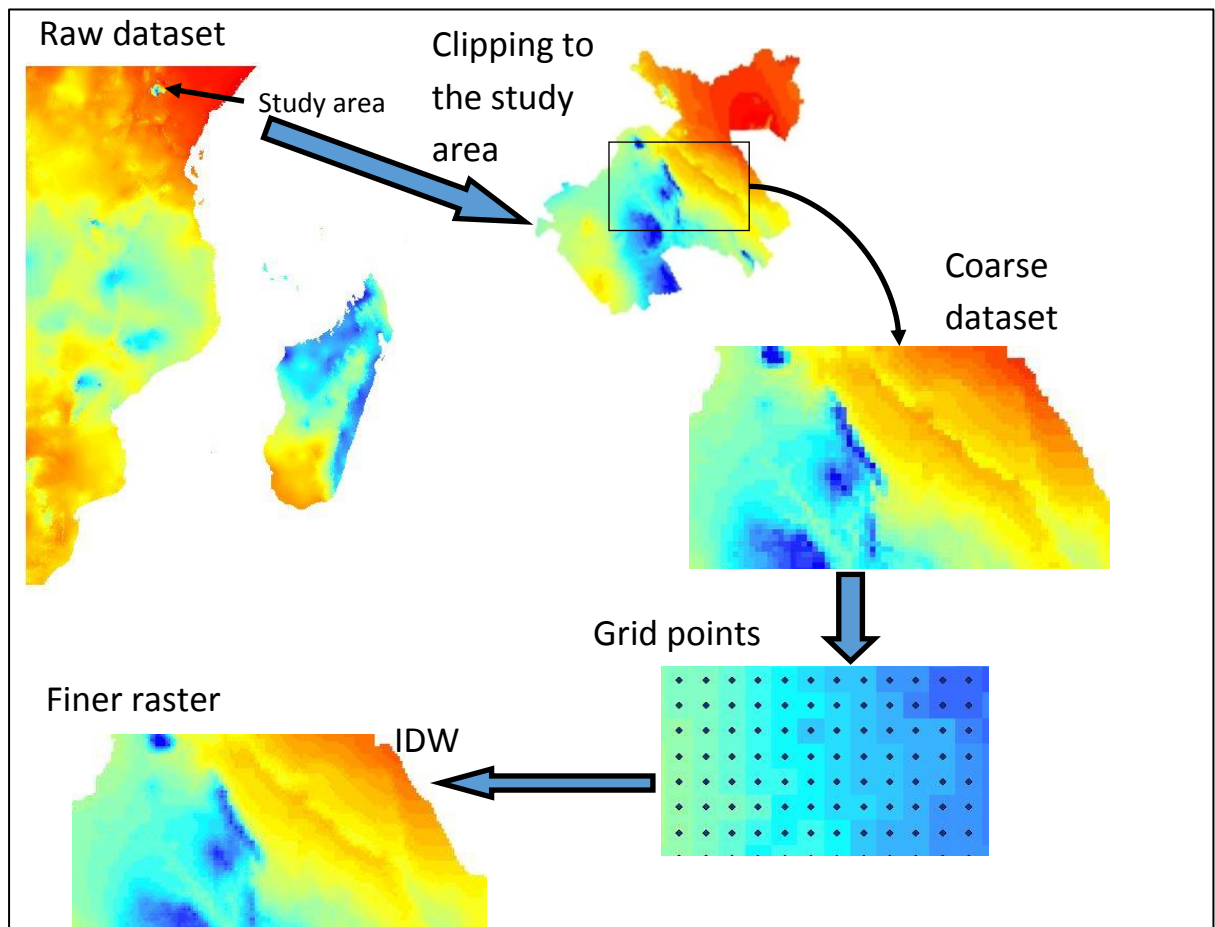 Raw dataset
Study area
Clipping to
the study
area
Coarse
dataset
Grid points
IDW
Finer raster